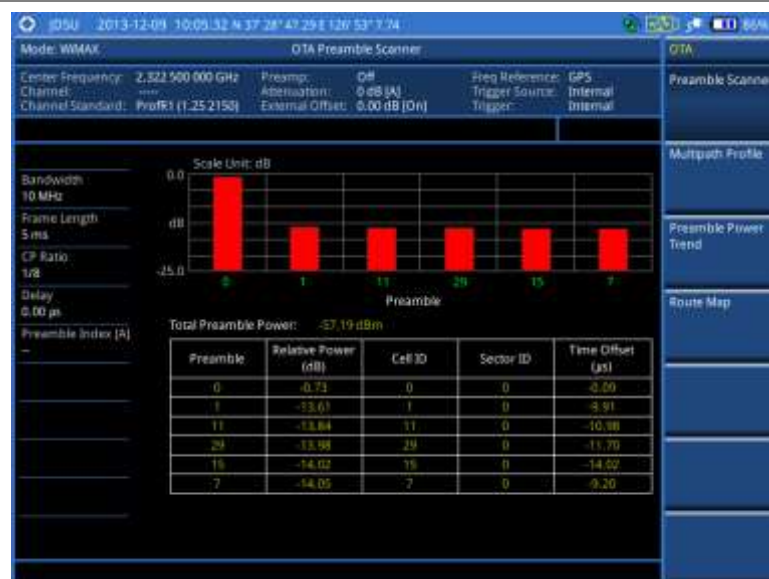 JDSU 2013-12-09 10:05:32 N 37° 28' 47.29 E 126° 53' 7.74 86%
Mode: WiMAX OTA Preamble Scanner OTA
Center Frequency: 2.322 500 000 GHz Preamp: Off Freq Reference: GPS
Channel: ----- Attenuation: 0 dB [A] Trigger Source: Internal
Channel Standard: ProfR1 (1.25 2150) External Offset: 0.00 dB [On] Trigger: Internal
Preamble Scanner
Multipath Profile
Preamble Power Trend
Route Map
Bandwidth
10 MHz
Frame Length
5 ms
CP Ratio
1/8
Delay
0.00 µs
Preamble Index [A]
--
Scale Unit: dB
0.0
dB
-25.0
0 1 11 29 15 7
Preamble
Total Preamble Power: -57.19 dBm
Preamble Relative Power (dB) Cell ID Sector ID Time Offset (µs)
0 -0.73 0 0 -0.09
1 -13.61 1 0 -9.91
11 -13.84 11 0 -10.98
29 -13.98 29 0 -11.70
15 -14.02 15 0 -14.02
7 -14.05 7 0 -9.20